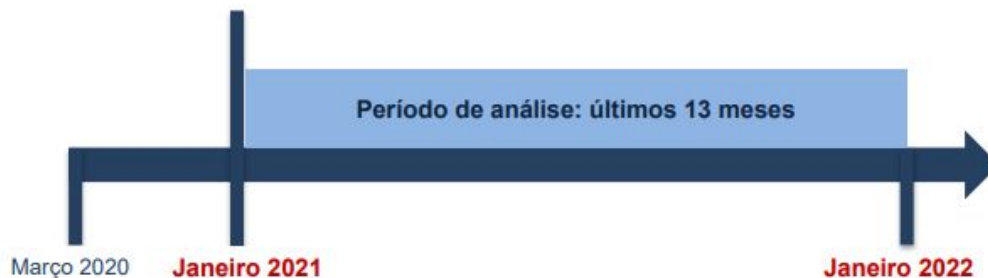 Período de análise: últimos 13 meses
Março 2020
Janeiro 2021
Janeiro 2022